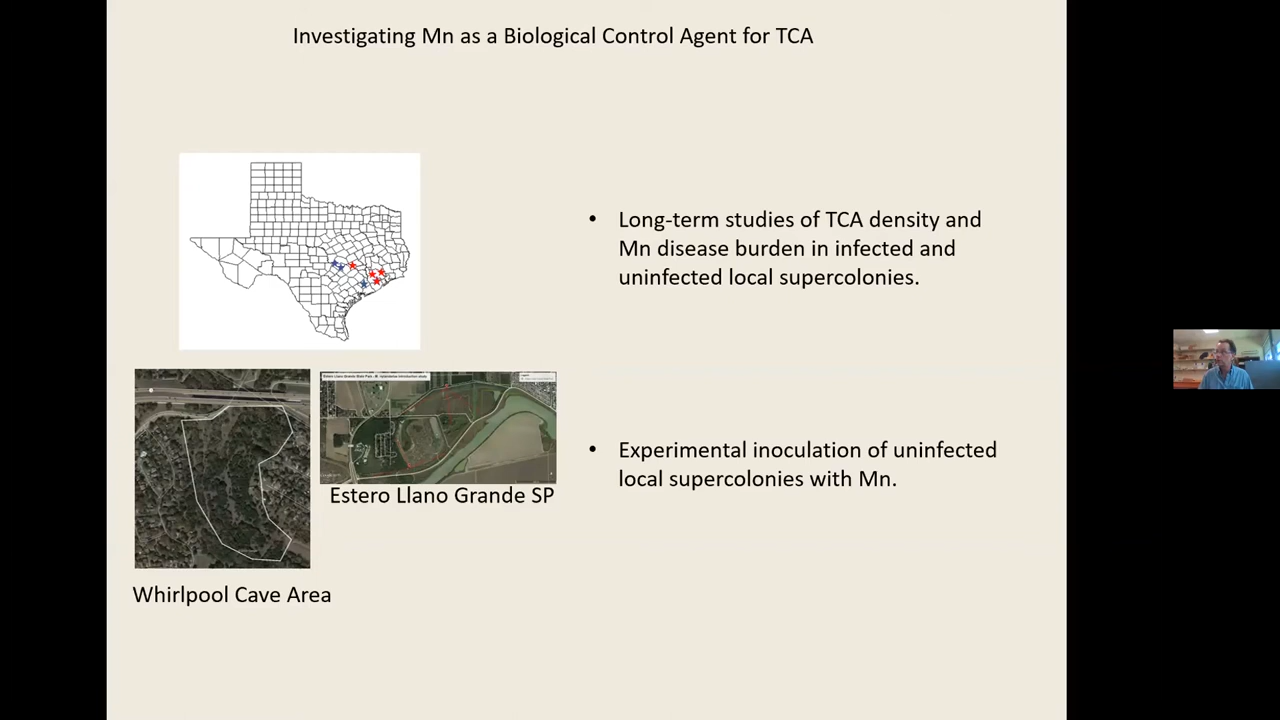 Investigating Mn as a Biological Control Agent for TCA
• Long-term studies of TCA density and
Mn disease burden in infected and
uninfected local supercolonies.
Estero Llano Grande SP
• Experimental inoculation of uninfected
local supercolonies with Mn.
Whirlpool Cave Area